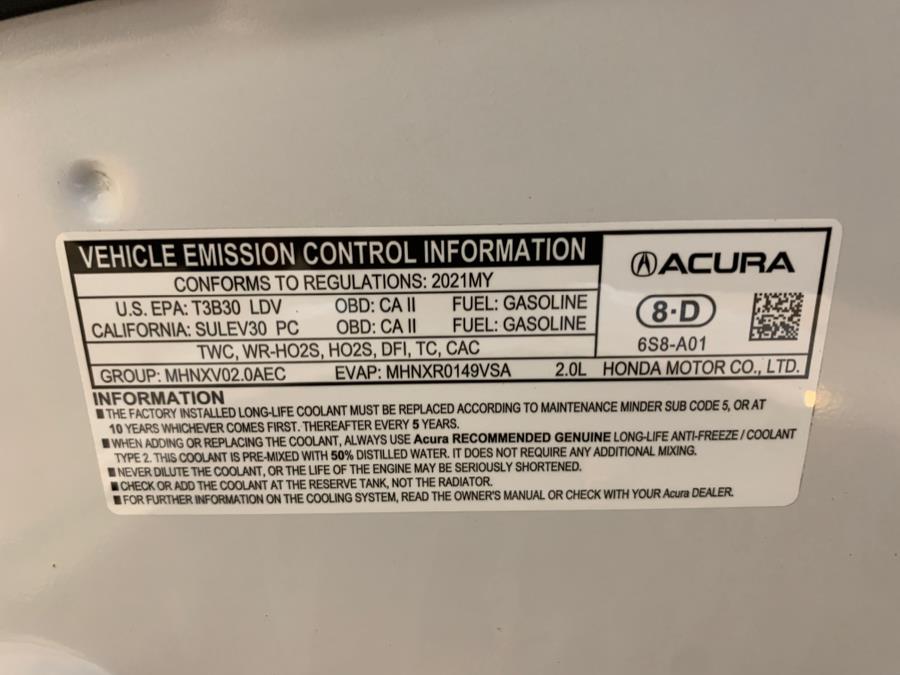 VEHICLE EMISSION CONTROL INFORMATION
CONFORMS TO REGULATIONS: 2021MY
U.S. EPA: T3B30 LDV OBD: CA II FUEL: GASOLINE
CALIFORNIA: SULEV30 PC OBD: CA II FUEL: GASOLINE
TWC, WR-HO2S, HO2S, DFI, TC, CAC
GROUP: MHNXV02.0AEC EVAP: MHNXR0149VSA 2.0L HONDA MOTOR CO., LTD.
ACURA
8·D
6S8-A01
INFORMATION
■THE FACTORY INSTALLED LONG-LIFE COOLANT MUST BE REPLACED ACCORDING TO MAINTENANCE MINDER SUB CODE 5, OR AT
10 YEARS WHICHEVER COMES FIRST. THEREAFTER EVERY 5 YEARS.
■WHEN ADDING OR REPLACING THE COOLANT, ALWAYS USE Acura RECOMMENDED GENUINE LONG-LIFE ANTI-FREEZE / COOLANT
TYPE 2. THIS COOLANT IS PRE-MIXED WITH 50% DISTILLED WATER. IT DOES NOT REQUIRE ANY ADDITIONAL MIXING.
■NEVER DILUTE THE COOLANT, OR THE LIFE OF THE ENGINE MAY BE SERIOUSLY SHORTENED.
■CHECK OR ADD THE COOLANT AT THE RESERVE TANK, NOT THE RADIATOR.
■FOR FURTHER INFORMATION ON THE COOLING SYSTEM, READ THE OWNER'S MANUAL OR CHECK WITH YOUR Acura DEALER.